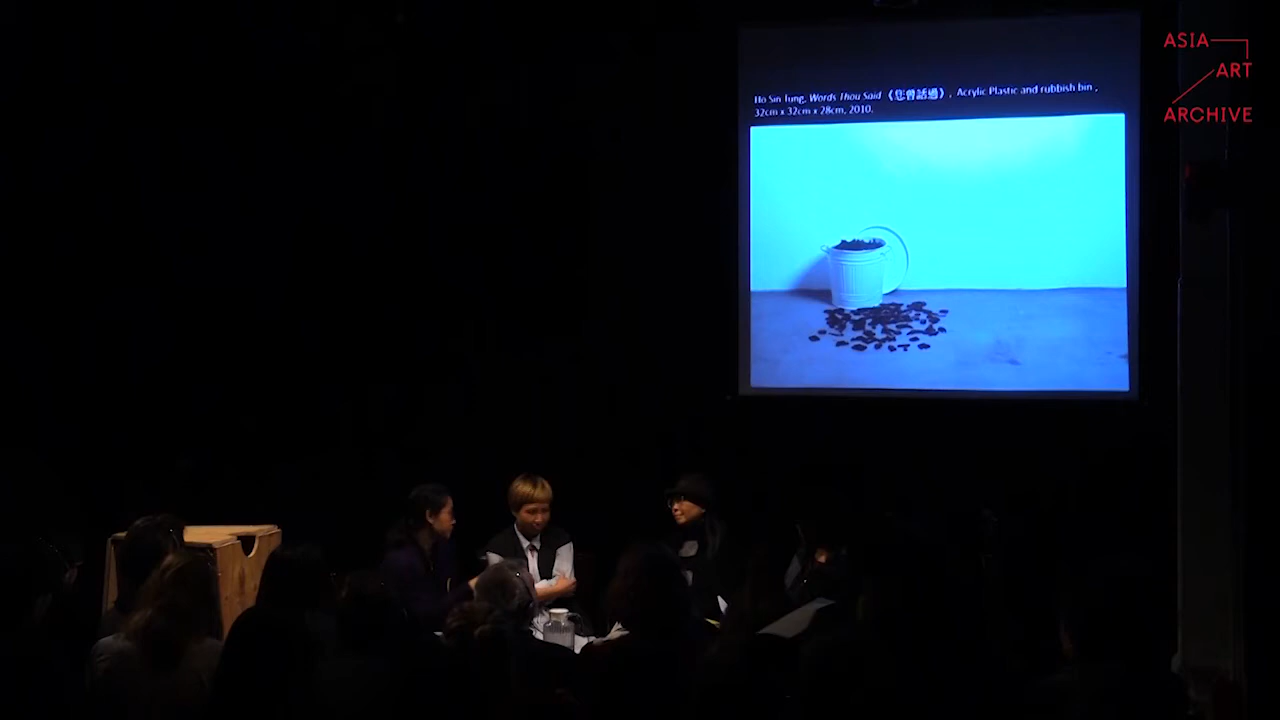 Ho Sin Tung, Words Thou Said 《您曾話過》, Acrylic Plastic and rubbish bin ,
32cm x 32cm x 28cm, 2010.
ASIA
ART
ARCHIVE